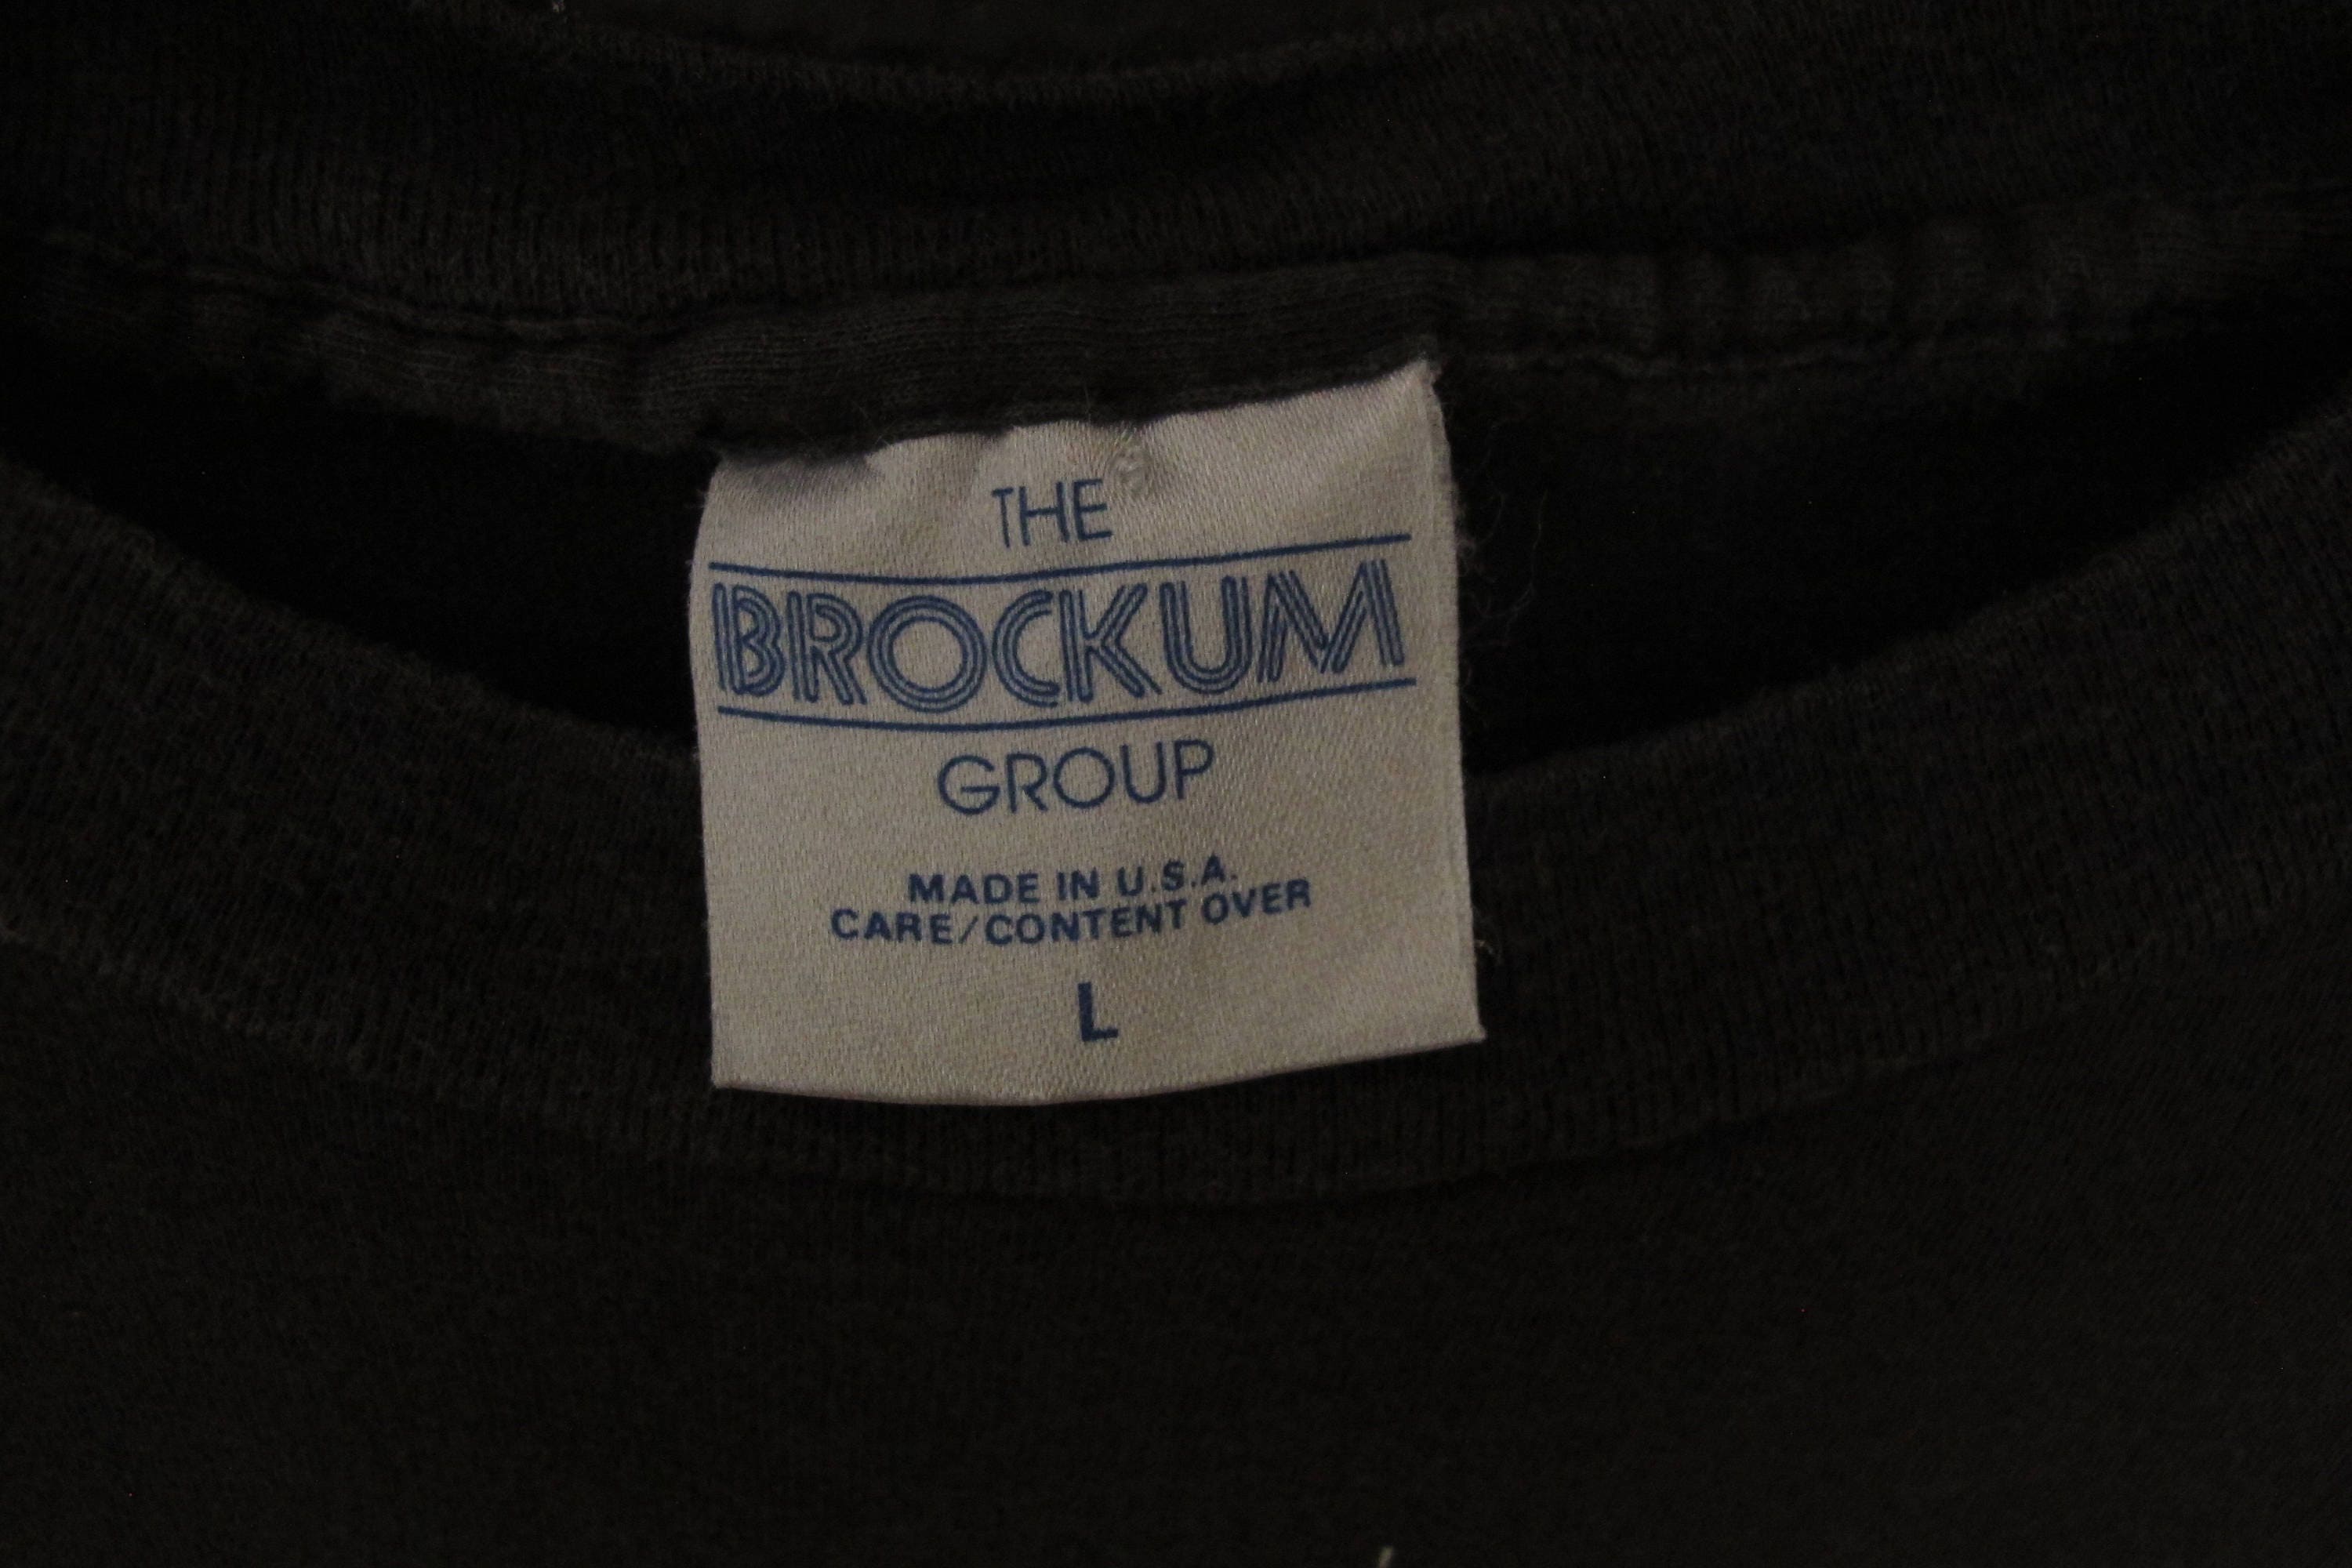 THE
BROCKUM
GROUP
MADE IN U.S.A.
CARE/CONTENT OVER
L